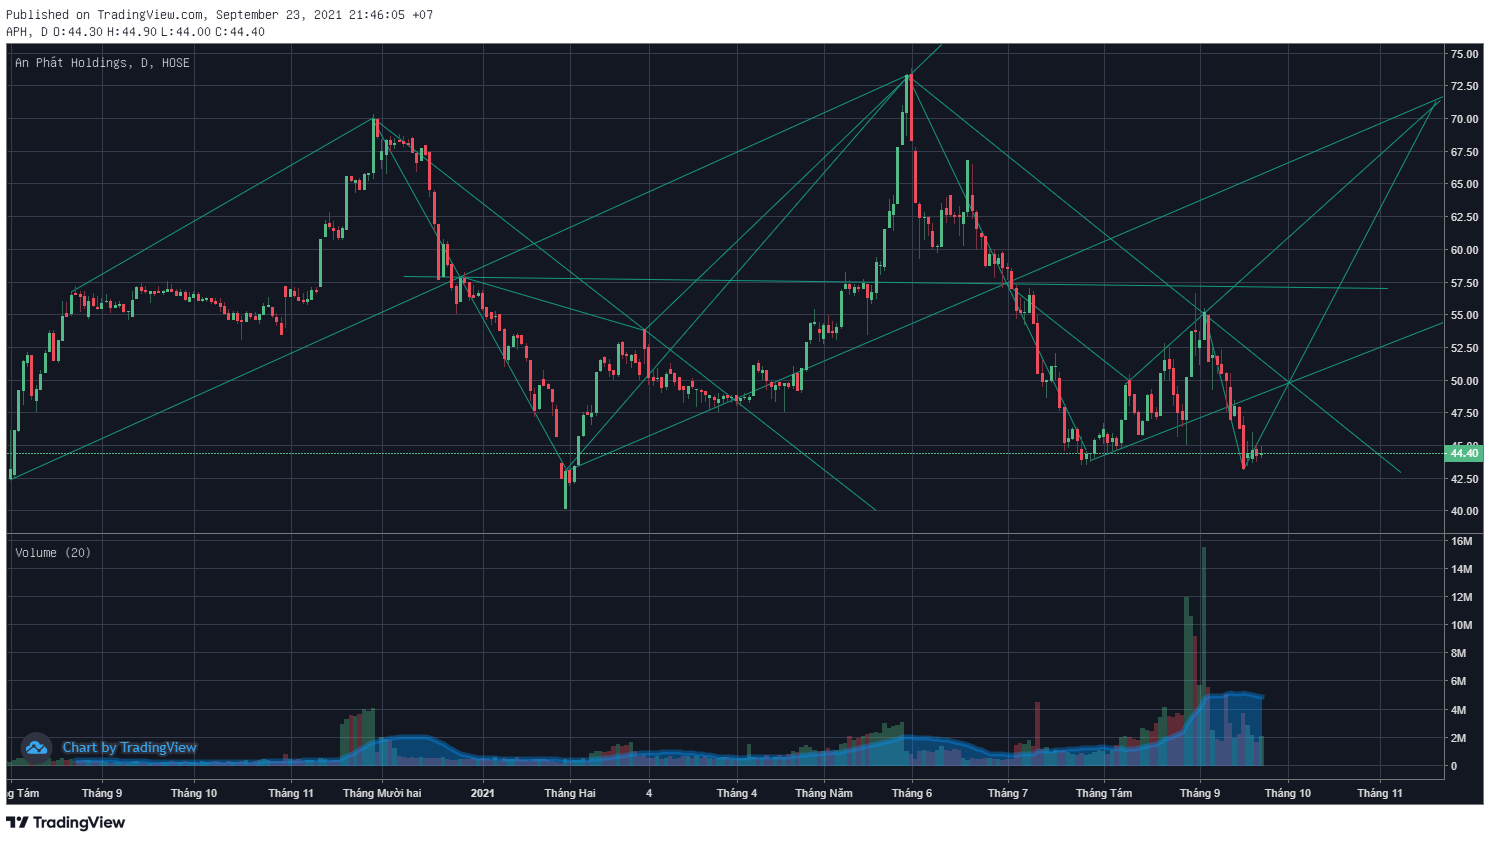 Published on TradingView.com, September 23, 2021 21:46:05 +07
APH, D O:44.30 H:44.90 L:44.00 C:44.40
An Phát Holdings, D, HOSE
75.00
72.50
70.00
67.50
65.00
62.50
60.00
57.50
55.00
52.50
50.00
47.50
45.00
44.40
42.50
40.00
Volume (20)
16M
14M
12M
10M
8M
6M
4M
2M
0
Chart by TradingView
g Tám Tháng 9 Tháng 10 Tháng 11 Tháng Mười hai 2021 Tháng Hai 4 Tháng 4 Tháng Năm Tháng 6 Tháng 7 Tháng Tám Tháng 9 Tháng 10 Tháng 11
TradingView